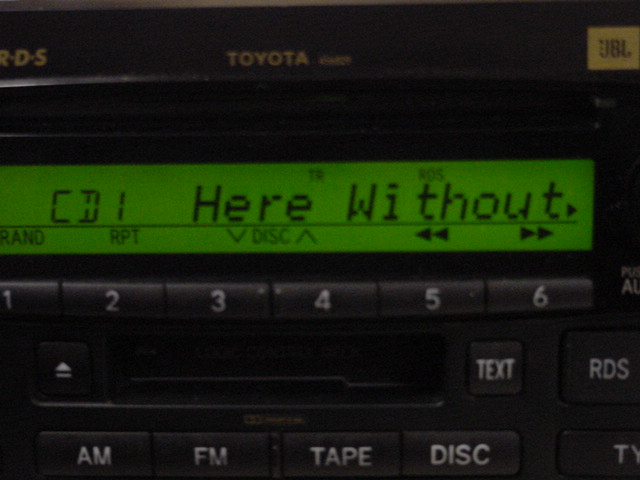 R·D·S TOYOTA JBL
TR RDS
CD1 Here Without
RAND RPT DISC
1 2 3 4 5 6
TEXT RDS
AM FM TAPE DISC TY